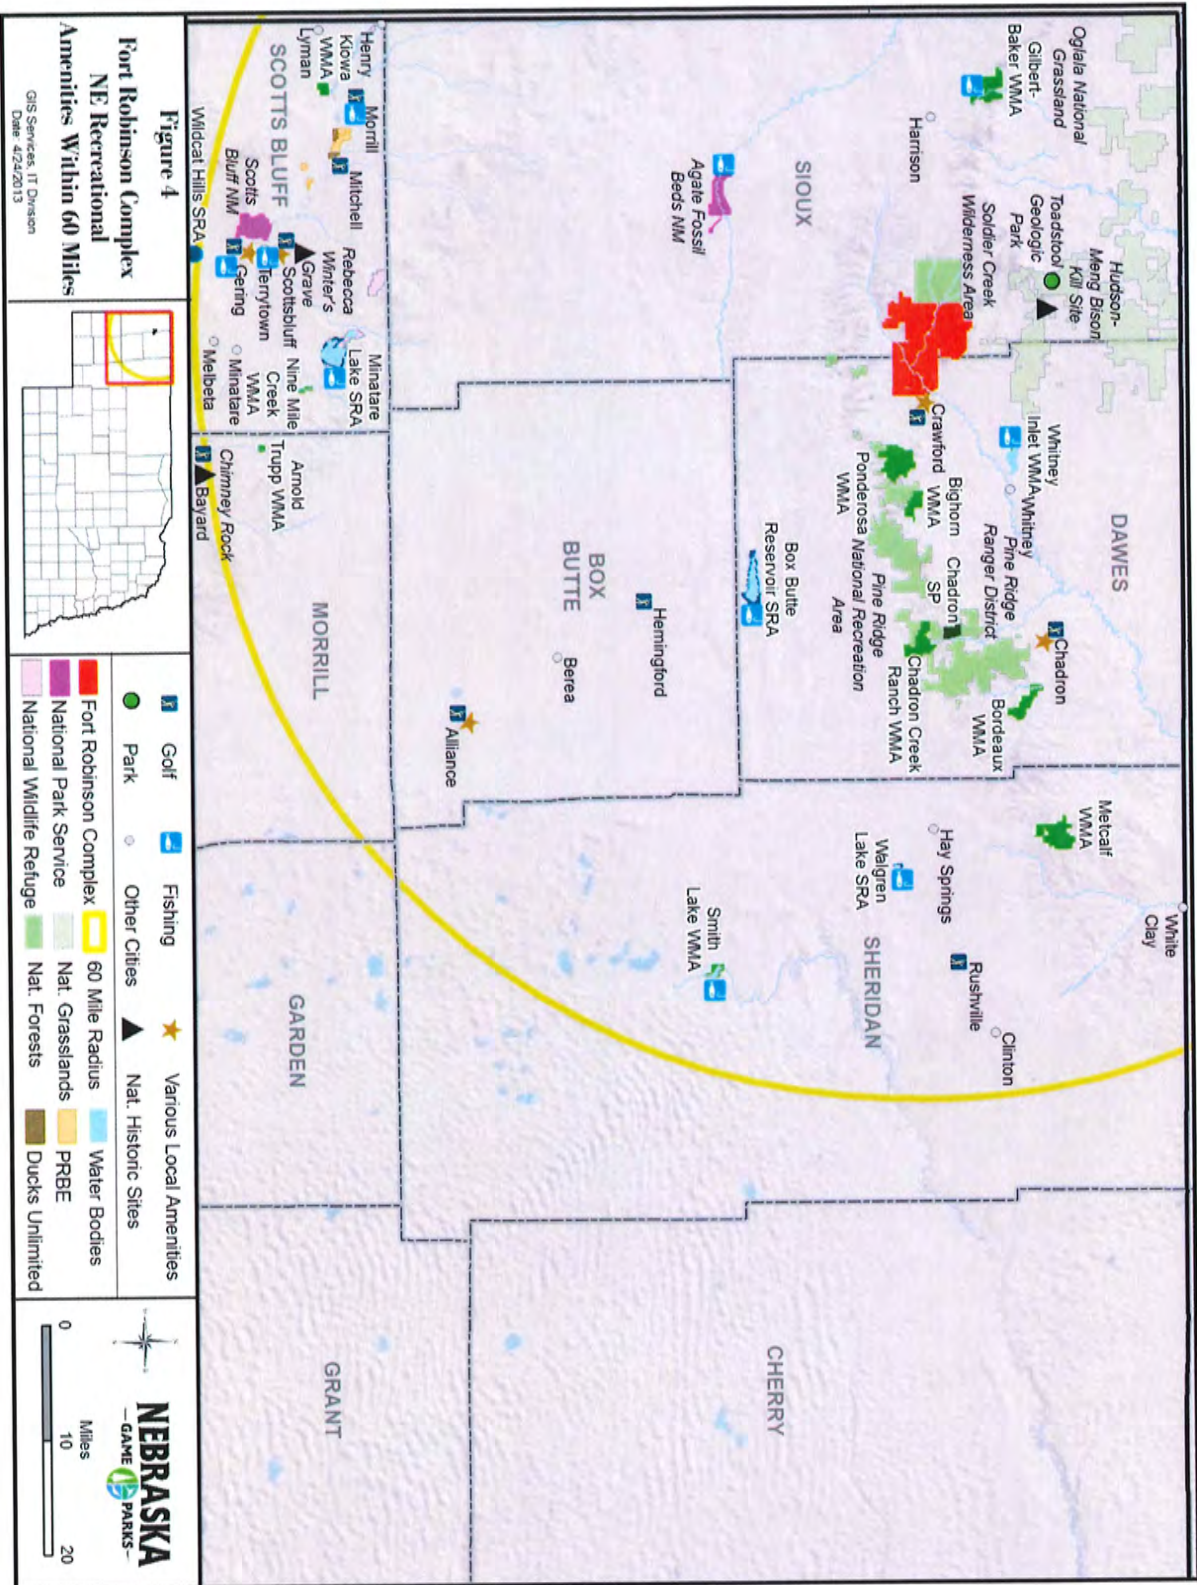 Oglala National
Grassland
Gilbert-
Baker WMA
Harrison
Hudson-
Meng Bison
Kill Site
Toadstool
Geologic
Park
Soldier Creek
Wilderness Area
SIOUX
Agate Fossil
Beds NM
DAWES
Whitney
Inlet WMA
Whitney
Crawford
Bighorn
WMA
Ponderosa
WMA
Pine Ridge
Ranger District
Chadron
SP
Pine Ridge
National Recreation
Area
Chadron
Bordeaux
WMA
Chadron Creek
Ranch WMA
Box Butte
Reservoir SRA
BOX
BUTTE
Hemingford
Berea
Alliance
Metcalf
WMA
White
Clay
Hay Springs
Walgren
Lake SRA
Rushville
Clinton
SHERIDAN
Smith
Lake WMA
CHERRY
Henry
Kiowa
WMA
Lyman
Morrill
Mitchell
SCOTTS BLUFF
Scotts
Bluff NM
Rebecca
Winter's
Grave
Scottsbluff
Terrytown
Gering
Wildcat Hills SRA
Minatare
Lake SRA
Nine Mile
Creek
WMA
Minatare
Melbeta
Arnold
Trupp WMA
Chimney Rock
Bayard
MORRILL
GARDEN
GRANT
Figure 4
Fort Robinson Complex
NE Recreational
Amenities Within 60 Miles
GIS Services, IT Division
Date: 4/24/2013
Golf
Fishing
Various Local Amenities
Park
Other Cities
Nat. Historic Sites
Fort Robinson Complex
60 Mile Radius
Water Bodies
National Park Service
Nat. Grasslands
PRBE
National Wildlife Refuge
Nat. Forests
Ducks Unlimited
NEBRASKA
GAME PARKS
Miles
0 10 20